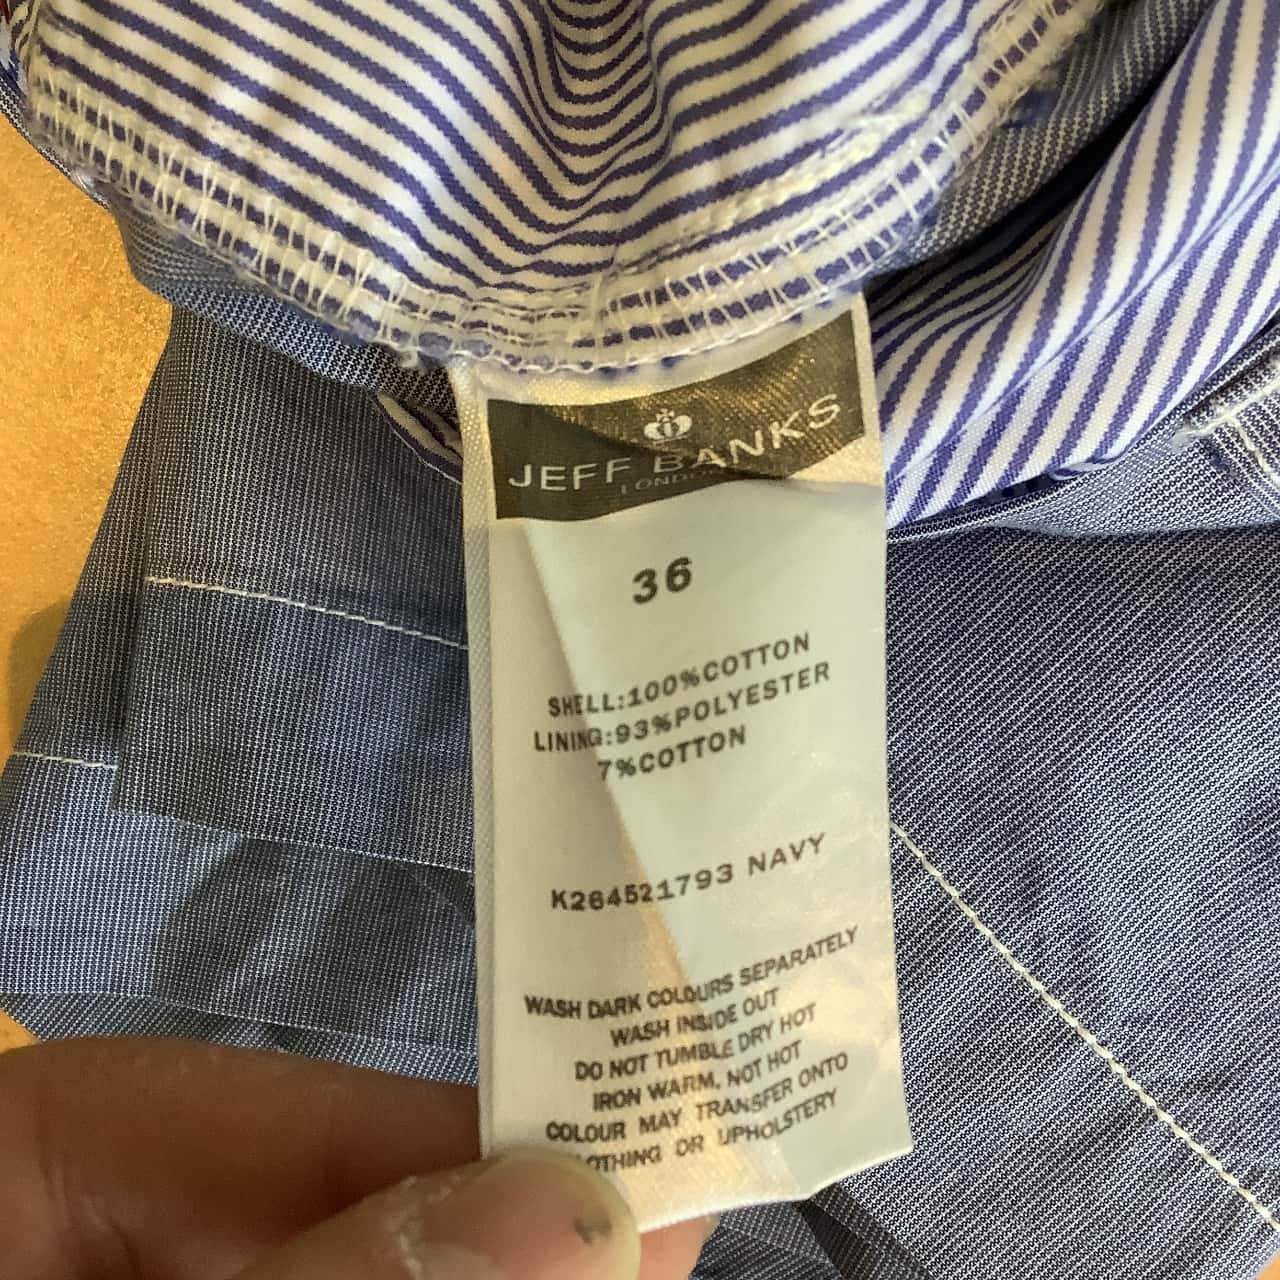 JEFF BANKS
LONDON
36
SHELL:100%COTTON
LINING:93%POLYESTER
7%COTTON
K264521793 NAVY
WASH DARK COLOURS SEPARATELY
WASH INSIDE OUT
DO NOT TUMBLE DRY HOT
IRON WARM, NOT HOT
COLOUR MAY TRANSFER ONTO
OTHING OR UPHOLSTERY